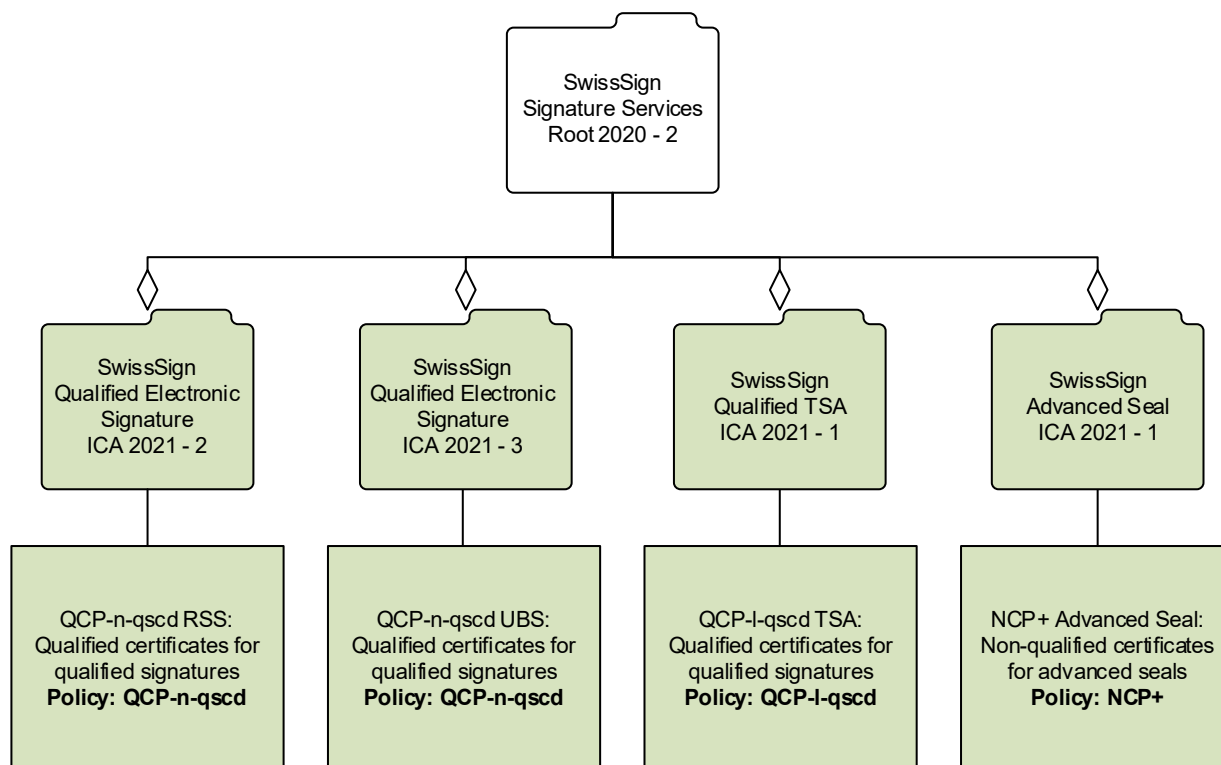 SwissSign
Signature Services
Root 2020 - 2
SwissSign
Qualified Electronic
Signature
ICA 2021 - 2
SwissSign
Qualified Electronic
Signature
ICA 2021 - 3
SwissSign
Qualified TSA
ICA 2021 - 1
SwissSign
Advanced Seal
ICA 2021 - 1
QCP-n-qscd RSS:
Qualified certificates for
qualified signatures
Policy: QCP-n-qscd
QCP-n-qscd UBS:
Qualified certificates for
qualified signatures
Policy: QCP-n-qscd
QCP-l-qscd TSA:
Qualified certificates for
qualified signatures
Policy: QCP-l-qscd
NCP+ Advanced Seal:
Non-qualified certificates
for advanced seals
Policy: NCP+